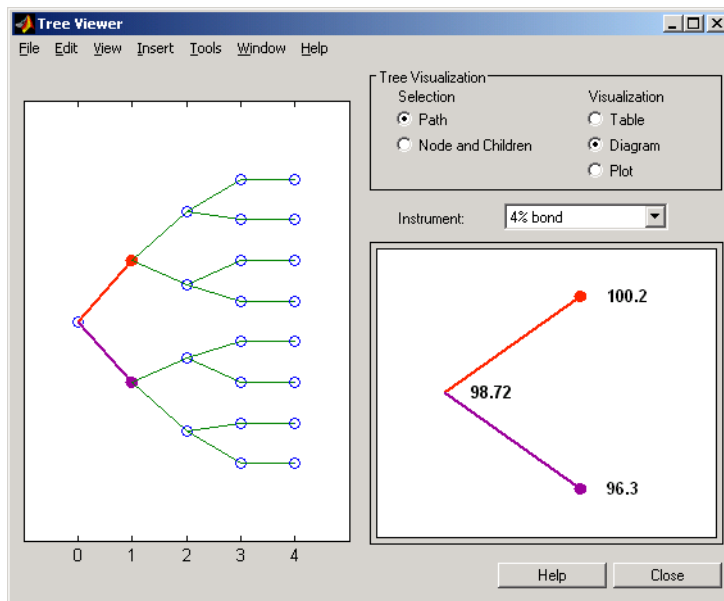 Tree Viewer
File Edit View Insert Tools Window Help
Tree Visualization
Selection
Visualization
Path
Table
Node and Children
Diagram
Plot
Instrument:
4% bond
100.2
98.72
96.3
0 1 2 3 4
Help
Close